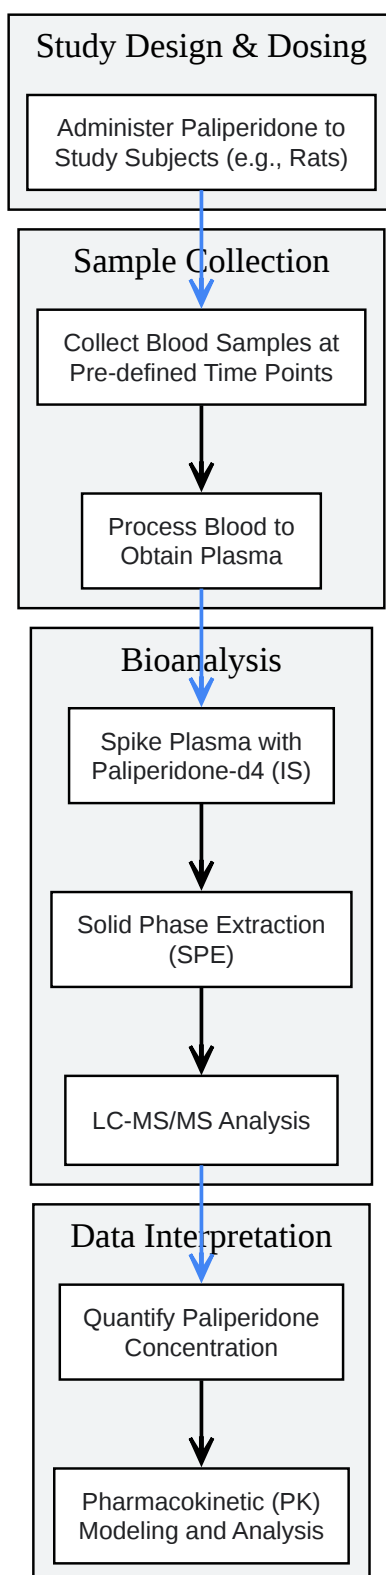 Study Design & Dosing
Administer Paliperidone to
Study Subjects (e.g., Rats)
Sample Collection
Collect Blood Samples at
Pre-defined Time Points
Process Blood to
Obtain Plasma
Bioanalysis
Spike Plasma with
Paliperidone-d4 (IS)
Solid Phase Extraction
(SPE)
LC-MS/MS Analysis
Data Interpretation
Quantify Paliperidone
Concentration
Pharmacokinetic (PK)
Modeling and Analysis